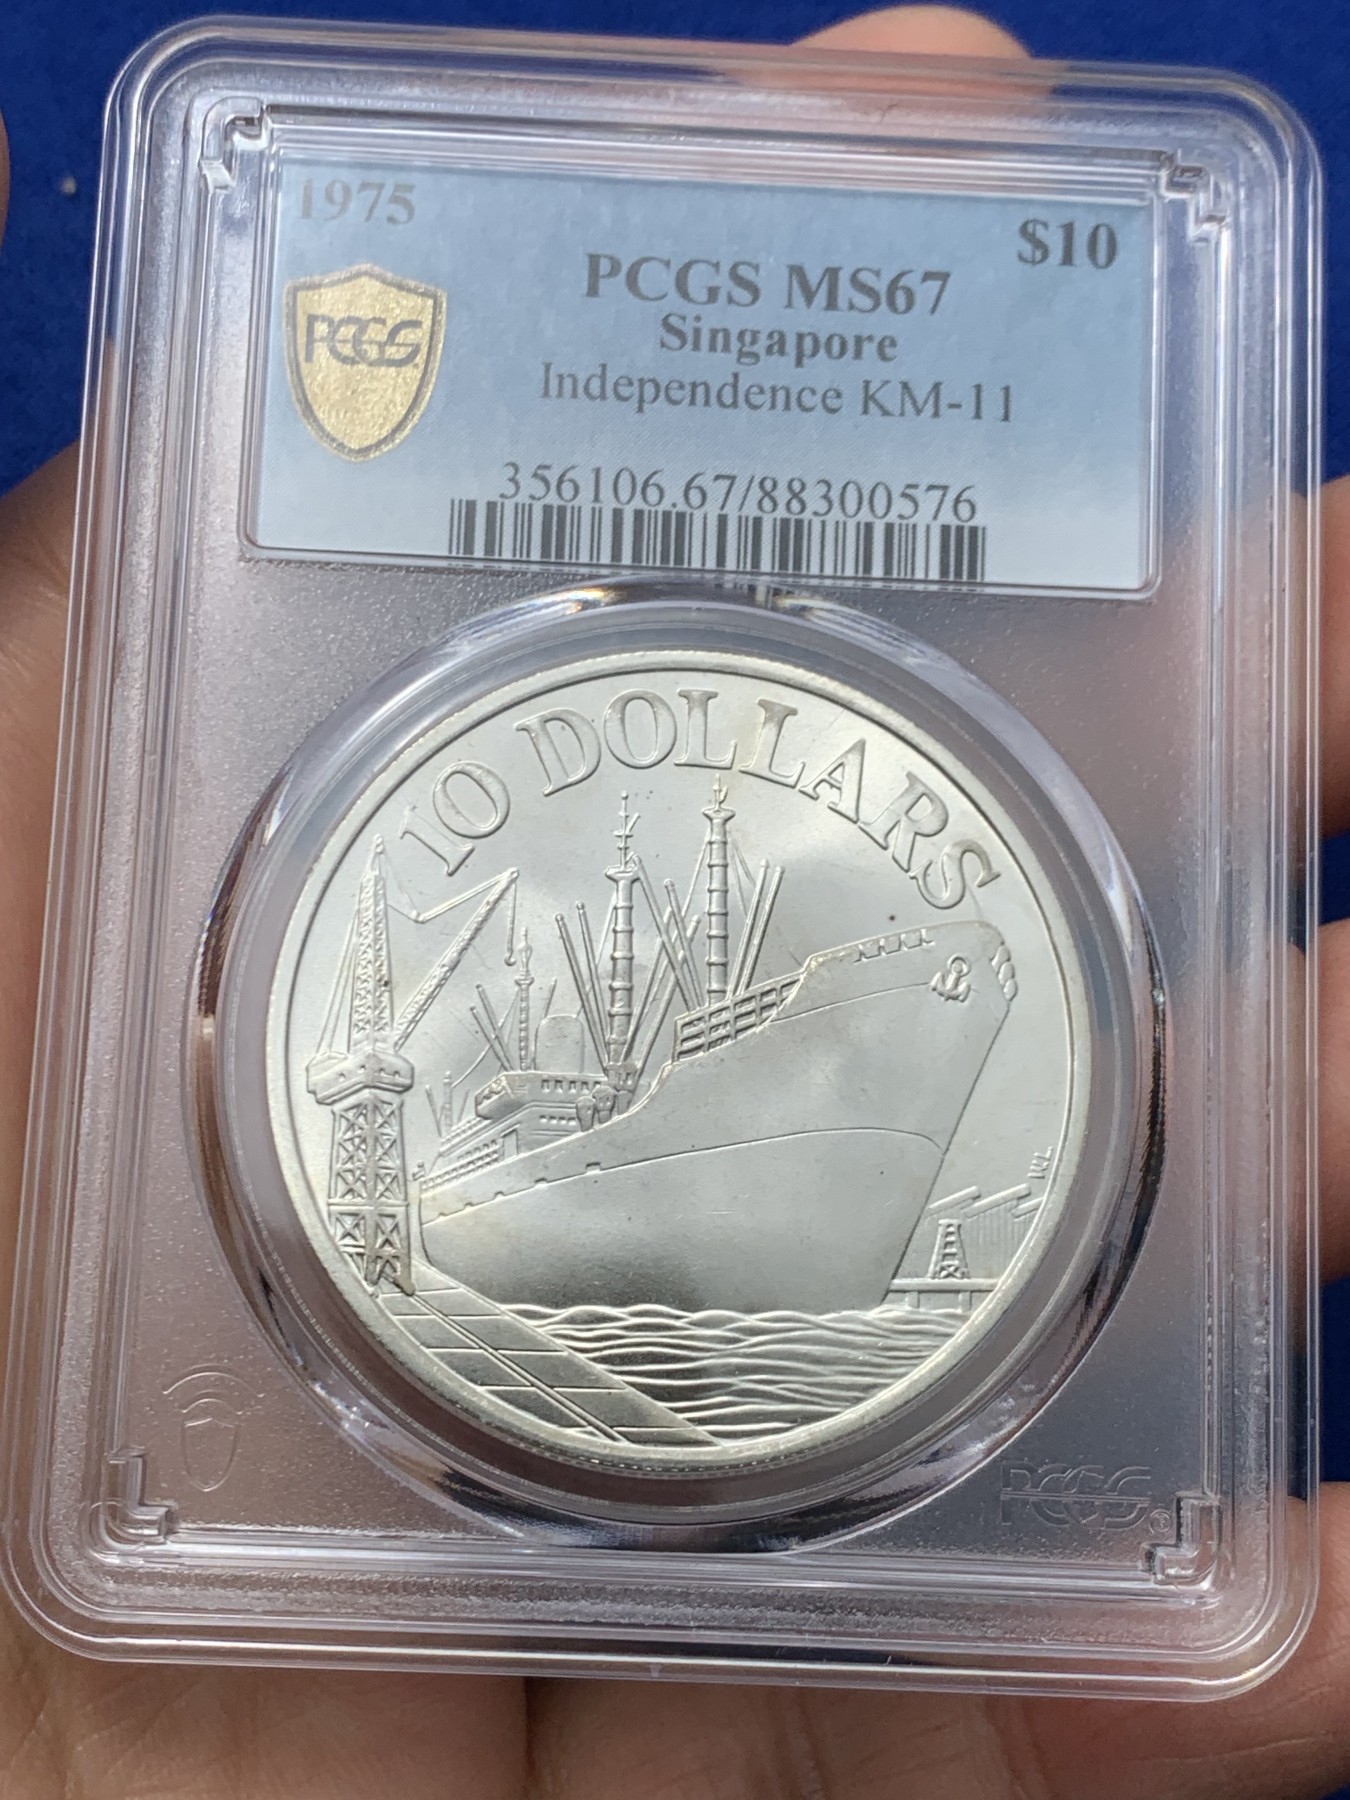 1975
$10
PCGS MS67
Singapore
Independence KM-11
PCGS
356106.67/88300576
10 DOLLARS
PCGS